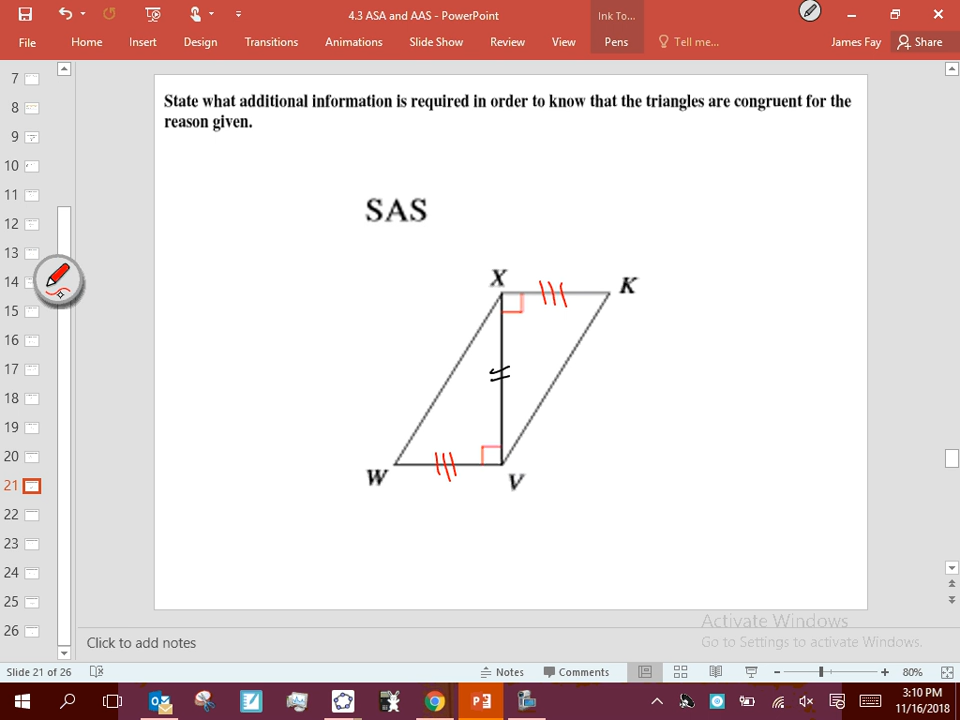 4.3 ASA and AAS - PowerPoint
Ink To...
File
Home
Insert
Design
Transitions
Animations
Slide Show
Review
View
Pens
Tell me...
James Fay
Share
7
8
9
10
11
12
13
14
15
16
17
18
19
20
21
22
23
24
25
26
State what additional information is required in order to know that the triangles are congruent for the
reason given.
SAS
X
K
W
V
Activate Windows
Go to Settings to activate Windows.
Click to add notes
Slide 21 of 26
Notes
Comments
80%
3:10 PM
11/16/2018